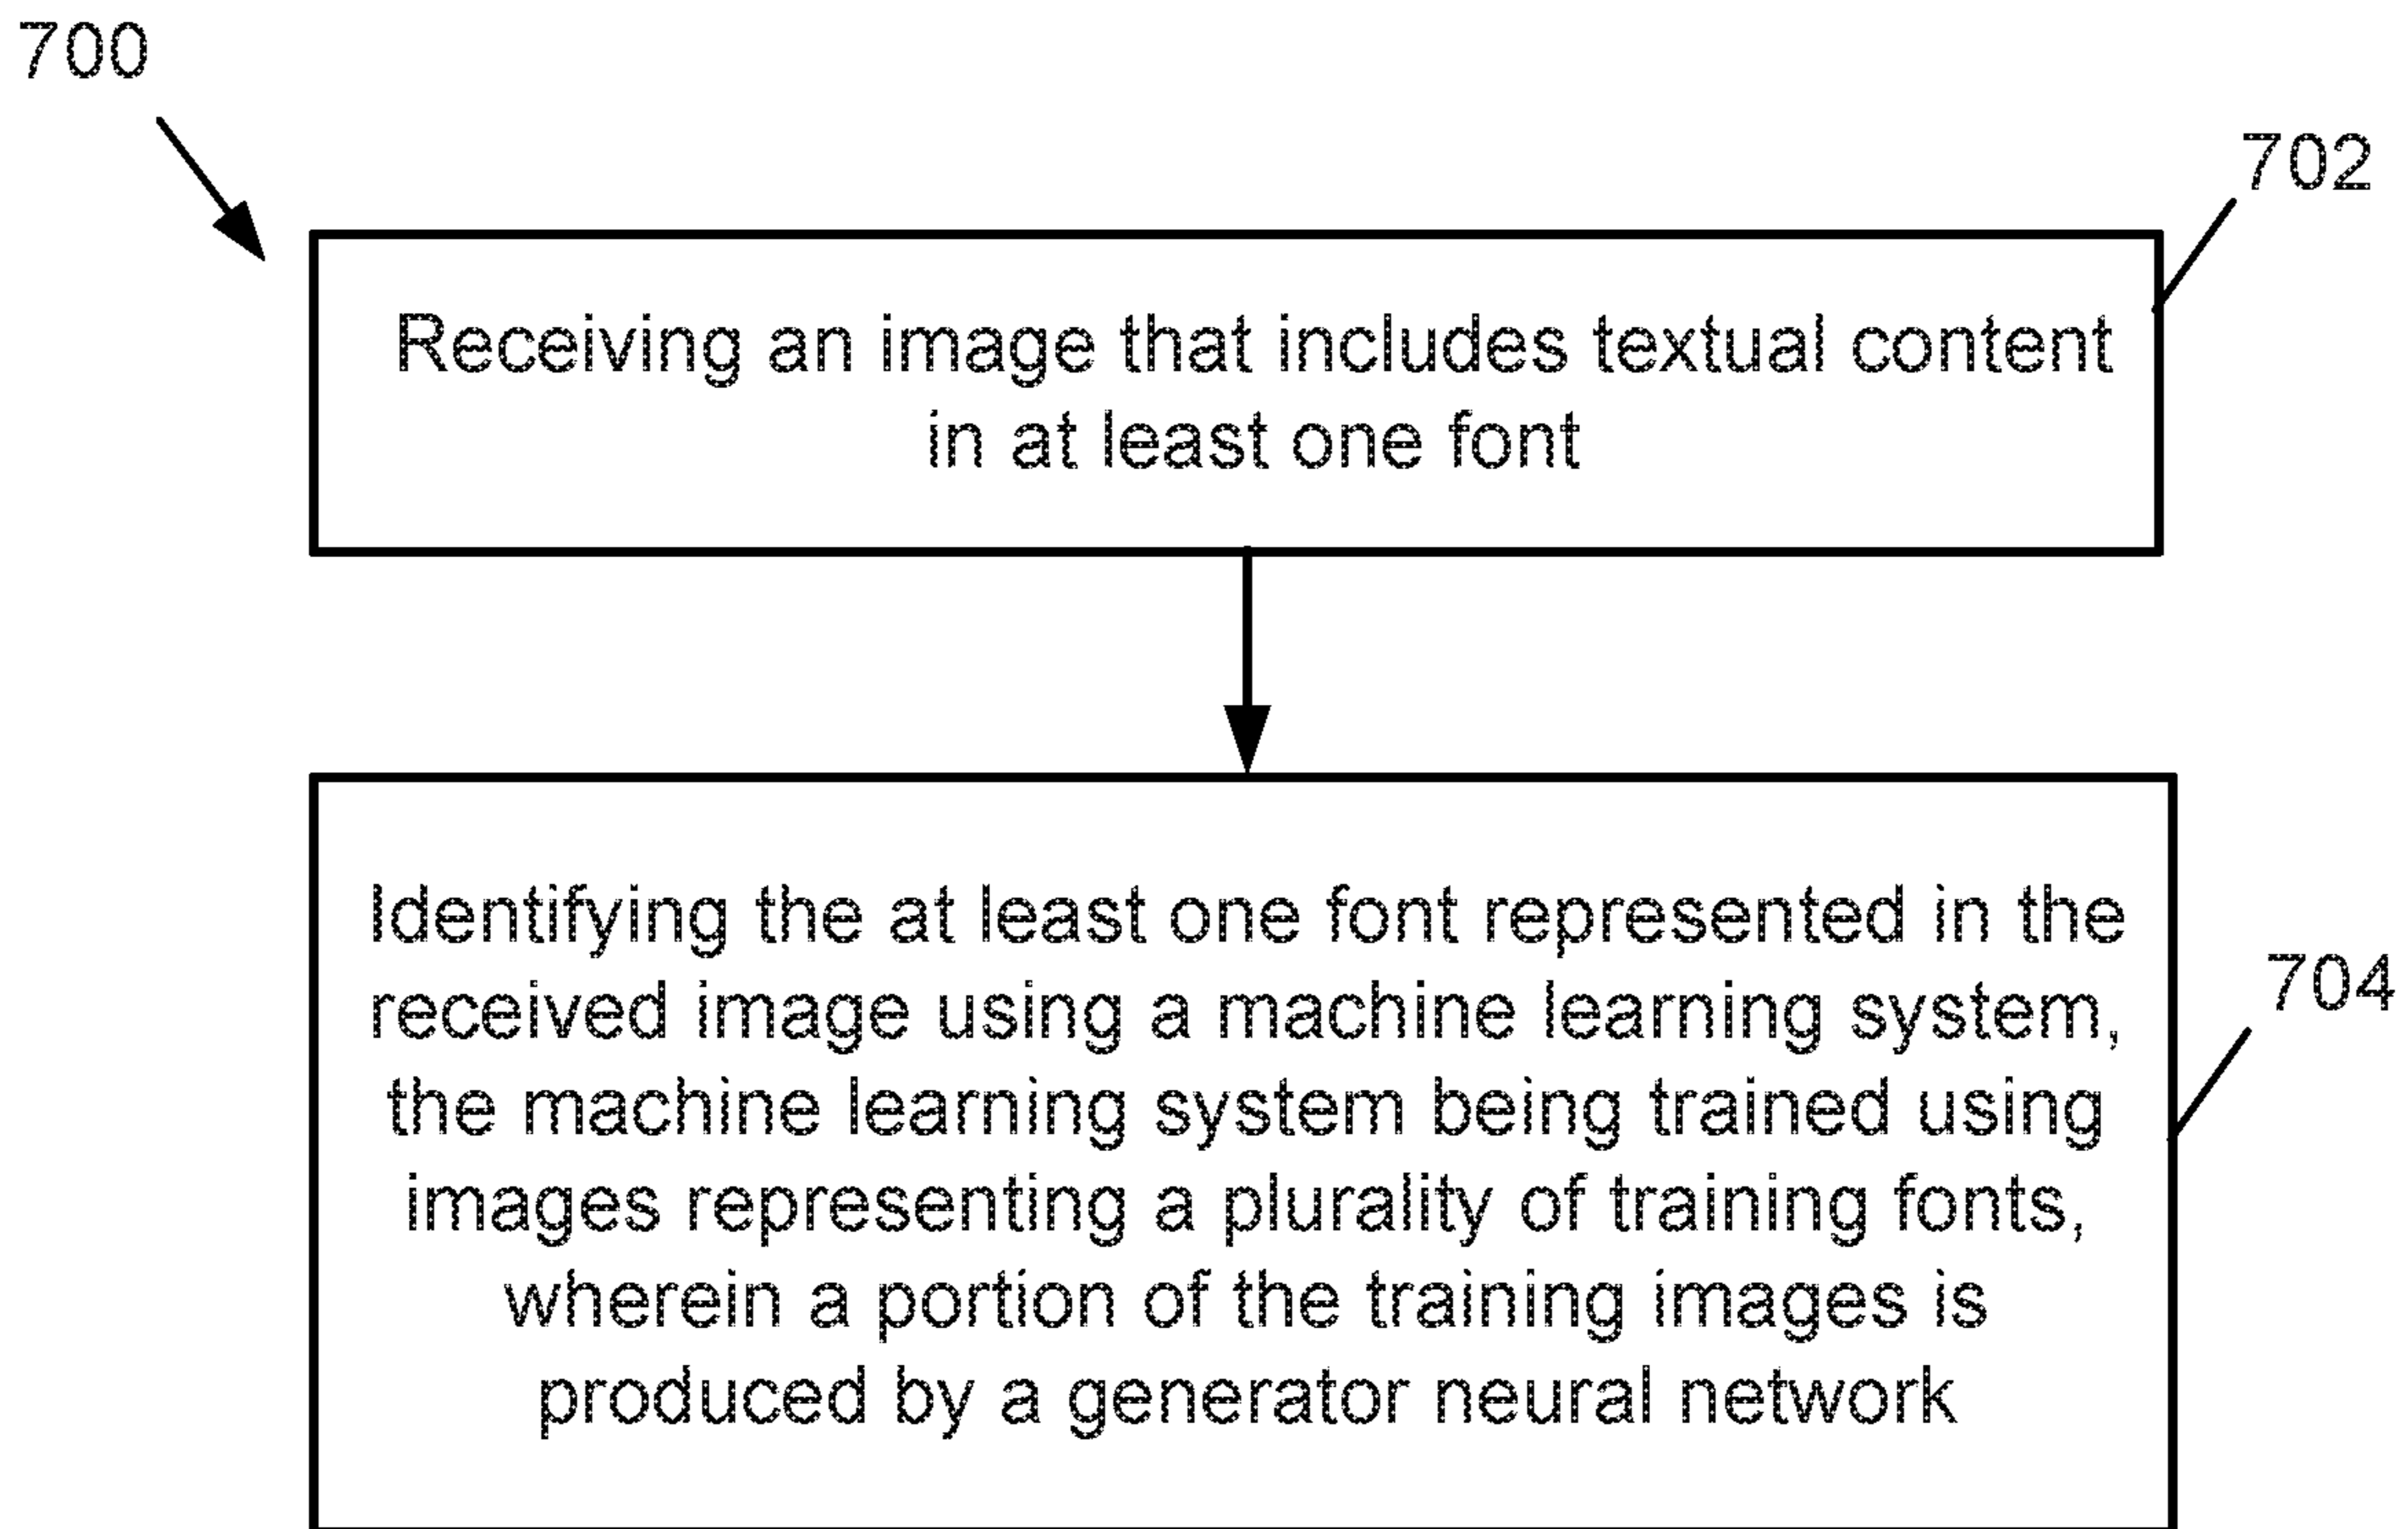 700
702
Receiving an image that includes textual content
in at least one font
Identifying the at least one font represented in the
received image using a machine learning system,
the machine learning system being trained using
images representing a plurality of training fonts,
wherein a portion of the training images is
produced by a generator neural network
704